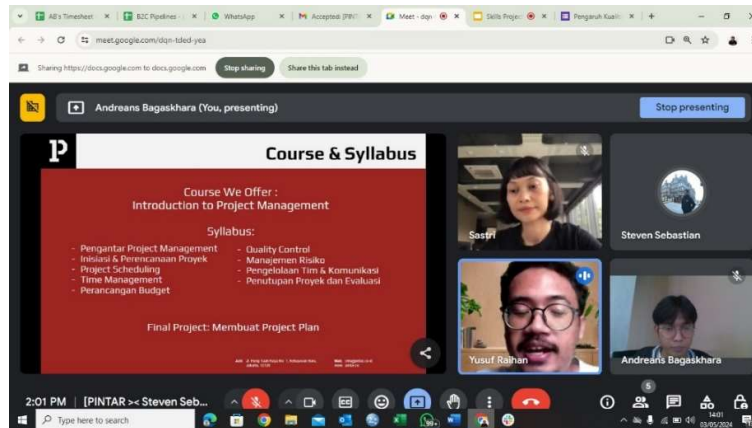 AB's Timesheet
B2C Pipelines -
WhatsApp
Accepted: [PIN
Meet - dqn
Skills Projec
Pengaruh Kuali
meet.google.com/dqn-tded-yea
Sharing https://docs.google.com to docs.google.com
Stop sharing
Share this tab instead
Andreans Bagaskhara (You, presenting)
Stop presenting
Course & Syllabus
Course We Offer :
Introduction to Project Management
Syllabus:
- Pengantar Project Management
- Inisiasi & Perencanaan Proyek
- Project Scheduling
- Time Management
- Perancangan Budget
- Quality Control
- Manajemen Risiko
- Pengelolaan Tim & Komunikasi
- Penutupan Proyek dan Evaluasi
Final Project: Membuat Project Plan
Sastri
Steven Sebastian
Yusuf Raihan
Andreans Bagaskhara
2:01 PM | [PINTAR >< Steven Seb...
5
Type here to search
99+
14:01
03/05/2024